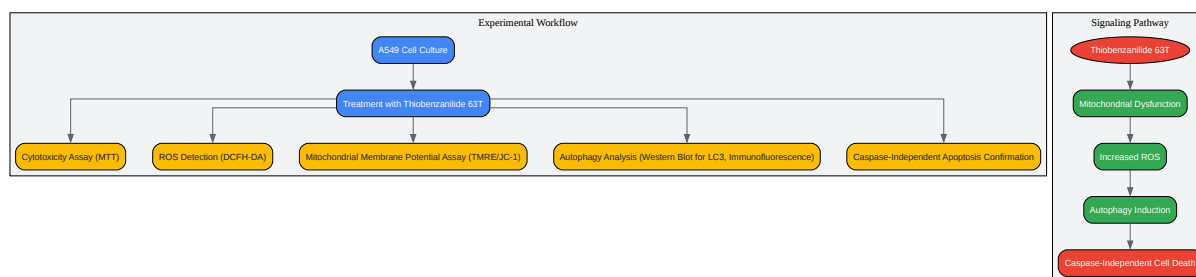 Experimental Workflow
A549 Cell Culture
Treatment with Thiobenzanilide 63T
Cytotoxicity Assay (MTT)
ROS Detection (DCFH-DA)
Mitochondrial Membrane Potential Assay (TMRE/JC-1)
Autophagy Analysis (Western Blot for LC3, Immunofluorescence)
Caspase-Independent Apoptosis Confirmation
Signaling Pathway
Thiobenzanilide 63T
Mitochondrial Dysfunction
Increased ROS
Autophagy Induction
Caspase-Independent Cell Death